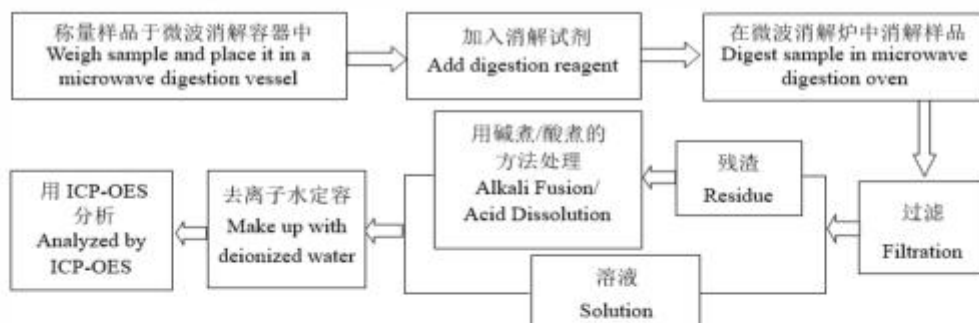 称量样品于微波消解容器中
Weigh sample and place it in a
microwave digestion vessel
加入消解试剂
Add digestion reagent
在微波消解炉中消解样品
Digest sample in microwave
digestion oven
过滤
Filtration
残渣
Residue
溶液
Solution
用碱煮/酸煮的
方法处理
Alkali Fusion/
Acid Dissolution
去离子水定容
Make up with
deionized water
用 ICP-OES
分析
Analyzed by
ICP-OES